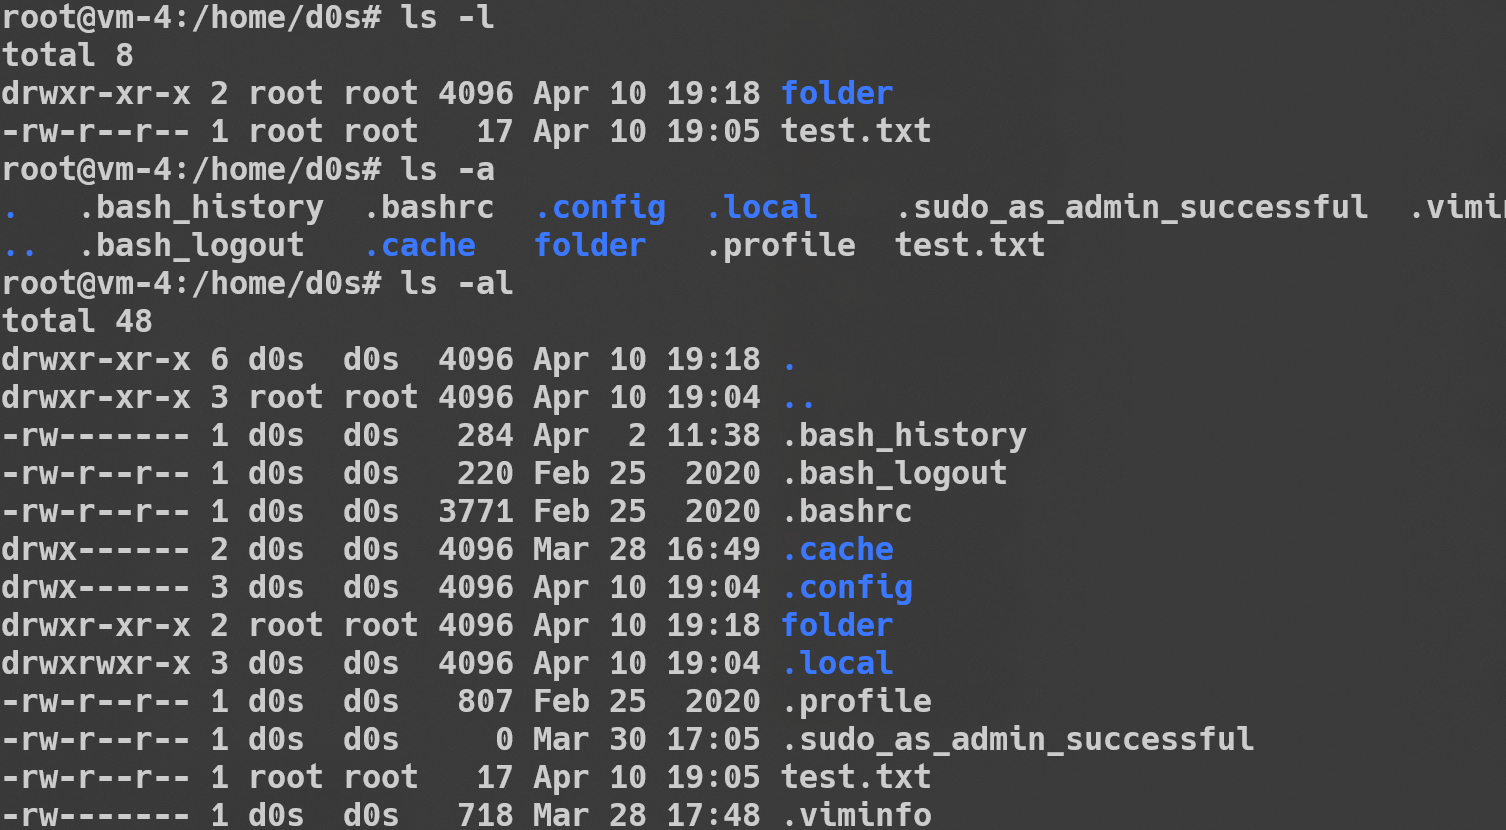 root@vm-4:/home/d0s# ls -l
total 8
drwxr-xr-x 2 root root 4096 Apr 10 19:18 folder
-rw-r--r-- 1 root root   17 Apr 10 19:05 test.txt
root@vm-4:/home/d0s# ls -a
.   .bash_history  .bashrc  .config  .local    .sudo_as_admin_successful
..  .bash_logout   .cache   folder   .profile  test.txt
root@vm-4:/home/d0s# ls -al
total 48
drwxr-xr-x 6 d0s  d0s  4096 Apr 10 19:18 .
drwxr-xr-x 3 root root 4096 Apr 10 19:04 ..
-rw------- 1 d0s  d0s   284 Apr  2 11:38 .bash_history
-rw-r--r-- 1 d0s  d0s   220 Feb 25  2020 .bash_logout
-rw-r--r-- 1 d0s  d0s  3771 Feb 25  2020 .bashrc
drwx------ 2 d0s  d0s  4096 Mar 28 16:49 .cache
drwx------ 3 d0s  d0s  4096 Apr 10 19:04 .config
drwxr-xr-x 2 root root 4096 Apr 10 19:18 folder
drwxrwxr-x 3 d0s  d0s  4096 Apr 10 19:04 .local
-rw-r--r-- 1 d0s  d0s   807 Feb 25  2020 .profile
-rw-r--r-- 1 d0s  d0s     0 Mar 30 17:05 .sudo_as_admin_successful
-rw-r--r-- 1 root root   17 Apr 10 19:05 test.txt
-rw------- 1 d0s  d0s   718 Mar 28 17:48 .viminfo